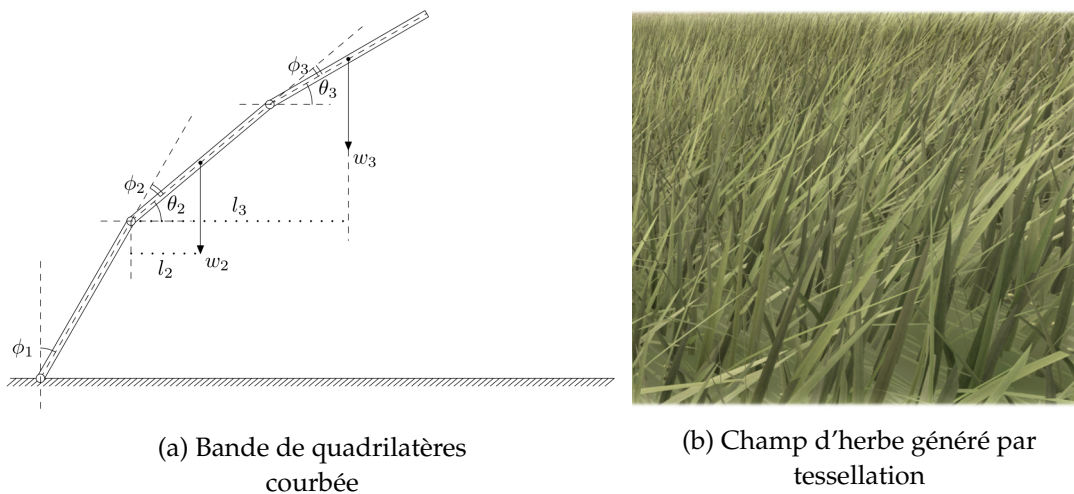 ϕ₃
θ₃
w₃
ϕ₂
θ₂
l₃
l₂
w₂
ϕ₁
(a) Bande de quadrilatères
courbée
(b) Champ d'herbe généré par
tessellation